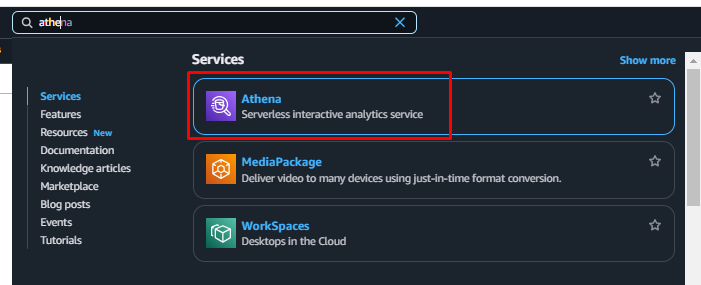 athena
Services
Show more
Services
Features
Resources New
Documentation
Knowledge articles
Marketplace
Blog posts
Events
Tutorials
Athena
Serverless interactive analytics service
MediaPackage
Deliver video to many devices using just-in-time format conversion.
WorkSpaces
Desktops in the Cloud